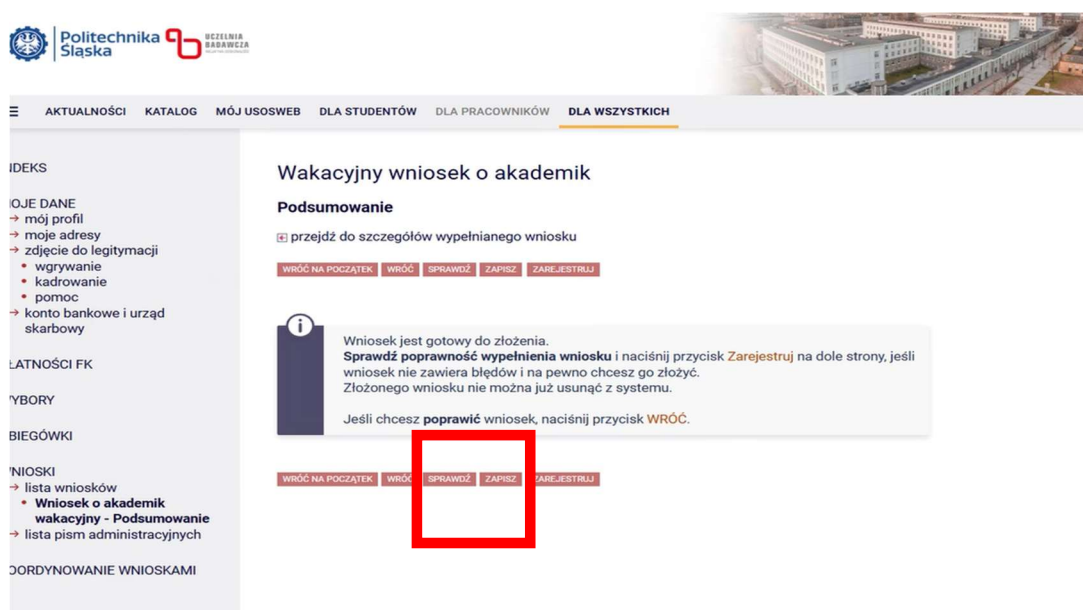 Politechnika
Śląska
UCZELNIA
BADAWCZA
AKTUALNOŚCI KATALOG MÓJ USOSWEB DLA STUDENTÓW DLA PRACOWNIKÓW DLA WSZYSTKICH
NDEKS
OJE DANE
→ mój profil
→ moje adresy
→ zdjęcie do legitymacji
• wgrywanie
• kadrowanie
• pomoc
→ konto bankowe i urząd
skarbowy
ŁATNOŚCI FK
YBORY
BIEGÓWKI
NIOSKI
→ lista wniosków
• Wniosek o akademik
wakacyjny - Podsumowanie
→ lista pism administracyjnych
OORDYNOWANIE WNIOSKAMI
Wakacyjny wniosek o akademik
Podsumowanie
przejdź do szczegółów wypełnianego wniosku
WRÓĆ NA POCZĄTEK WRÓĆ SPRAWDŹ ZAPISZ ZAREJESTRUJ
Wniosek jest gotowy do złożenia.
Sprawdź poprawność wypełnienia wniosku i naciśnij przycisk Zarejestruj na dole strony, jeśli
wniosek nie zawiera błędów i na pewno chcesz go złożyć.
Złożonego wniosku nie można już usunąć z systemu.
Jeśli chcesz poprawić wniosek, naciśnij przycisk WRÓĆ.
WRÓĆ NA POCZĄTEK WRÓĆ SPRAWDŹ ZAPISZ ZAREJESTRUJ